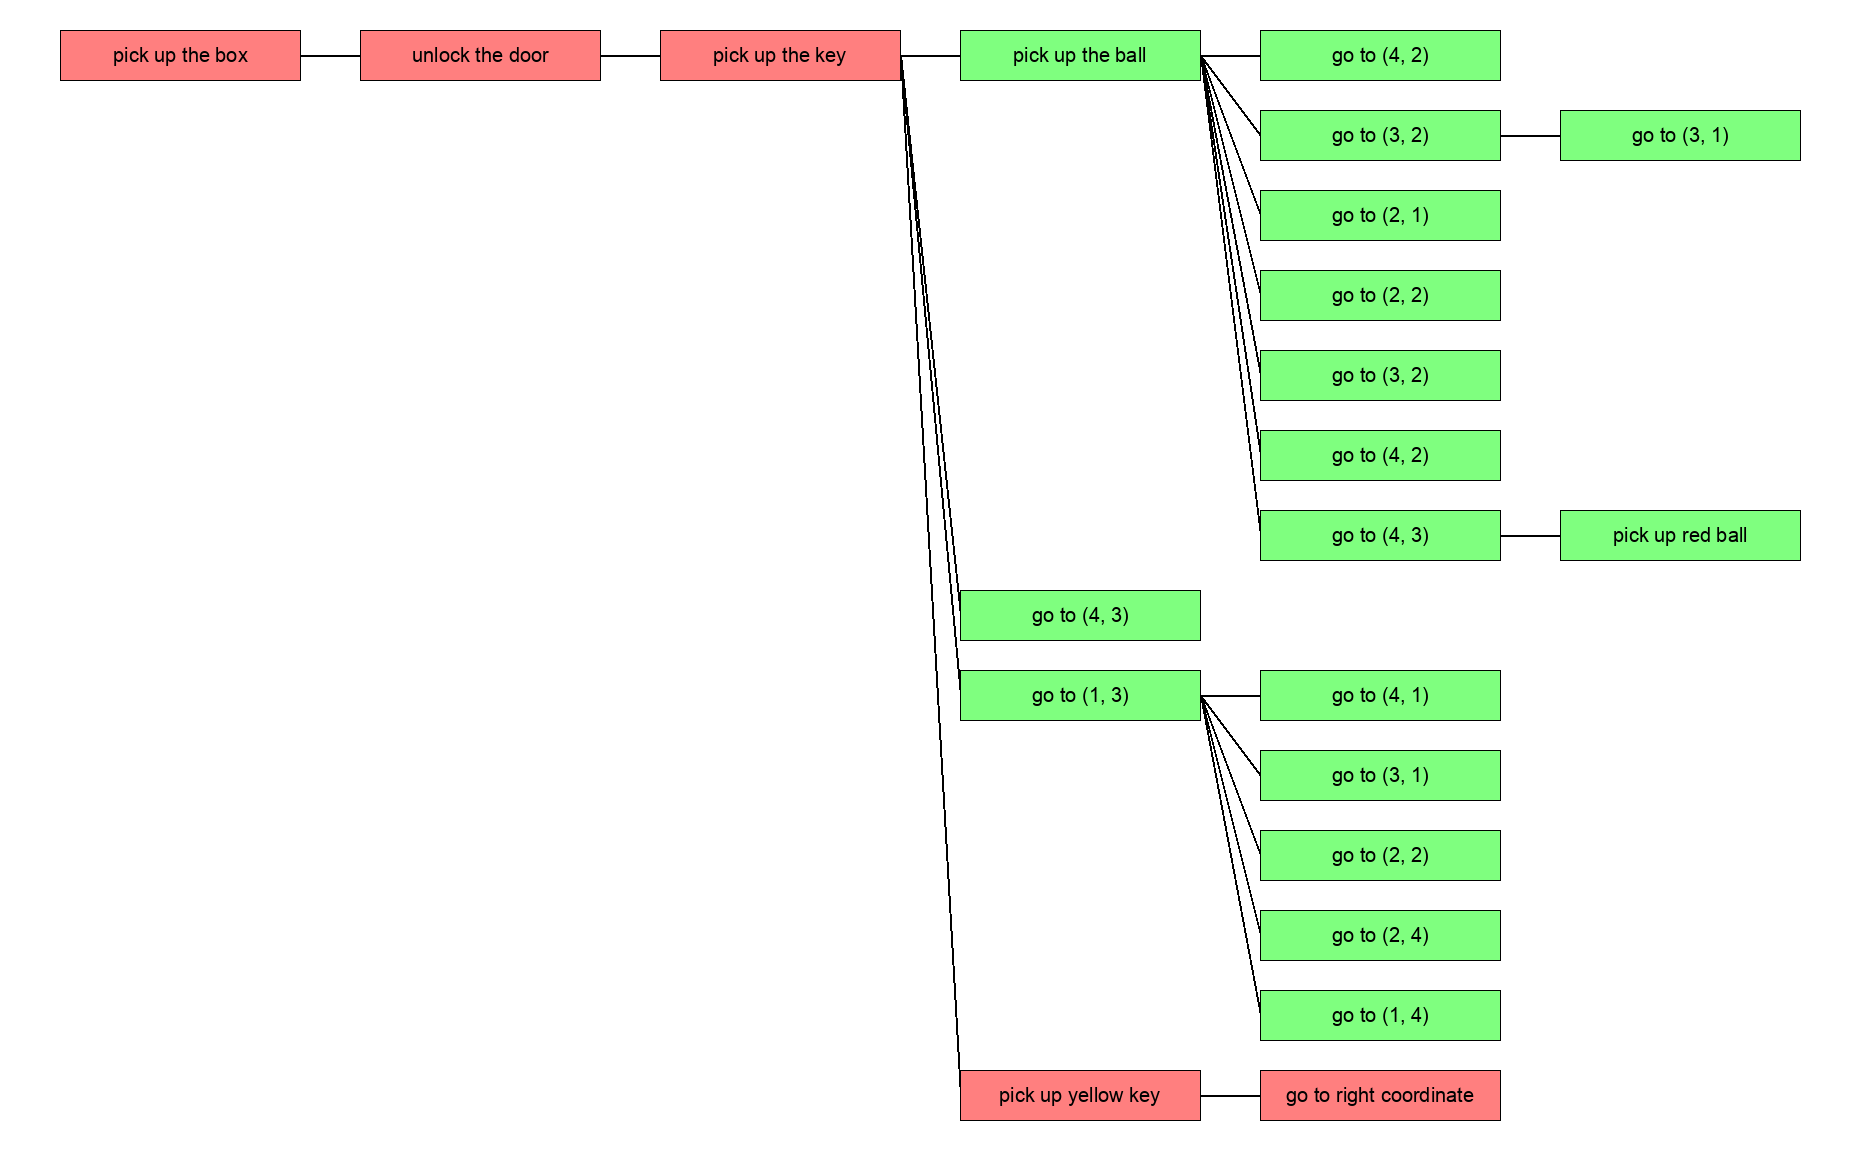 pick up the box
unlock the door
pick up the key
pick up the ball
go to (4, 2)
go to (3, 2)
go to (3, 1)
go to (2, 1)
go to (2, 2)
go to (3, 2)
go to (4, 2)
go to (4, 3)
pick up red ball
go to (4, 3)
go to (1, 3)
go to (4, 1)
go to (3, 1)
go to (2, 2)
go to (2, 4)
go to (1, 4)
pick up yellow key
go to right coordinate